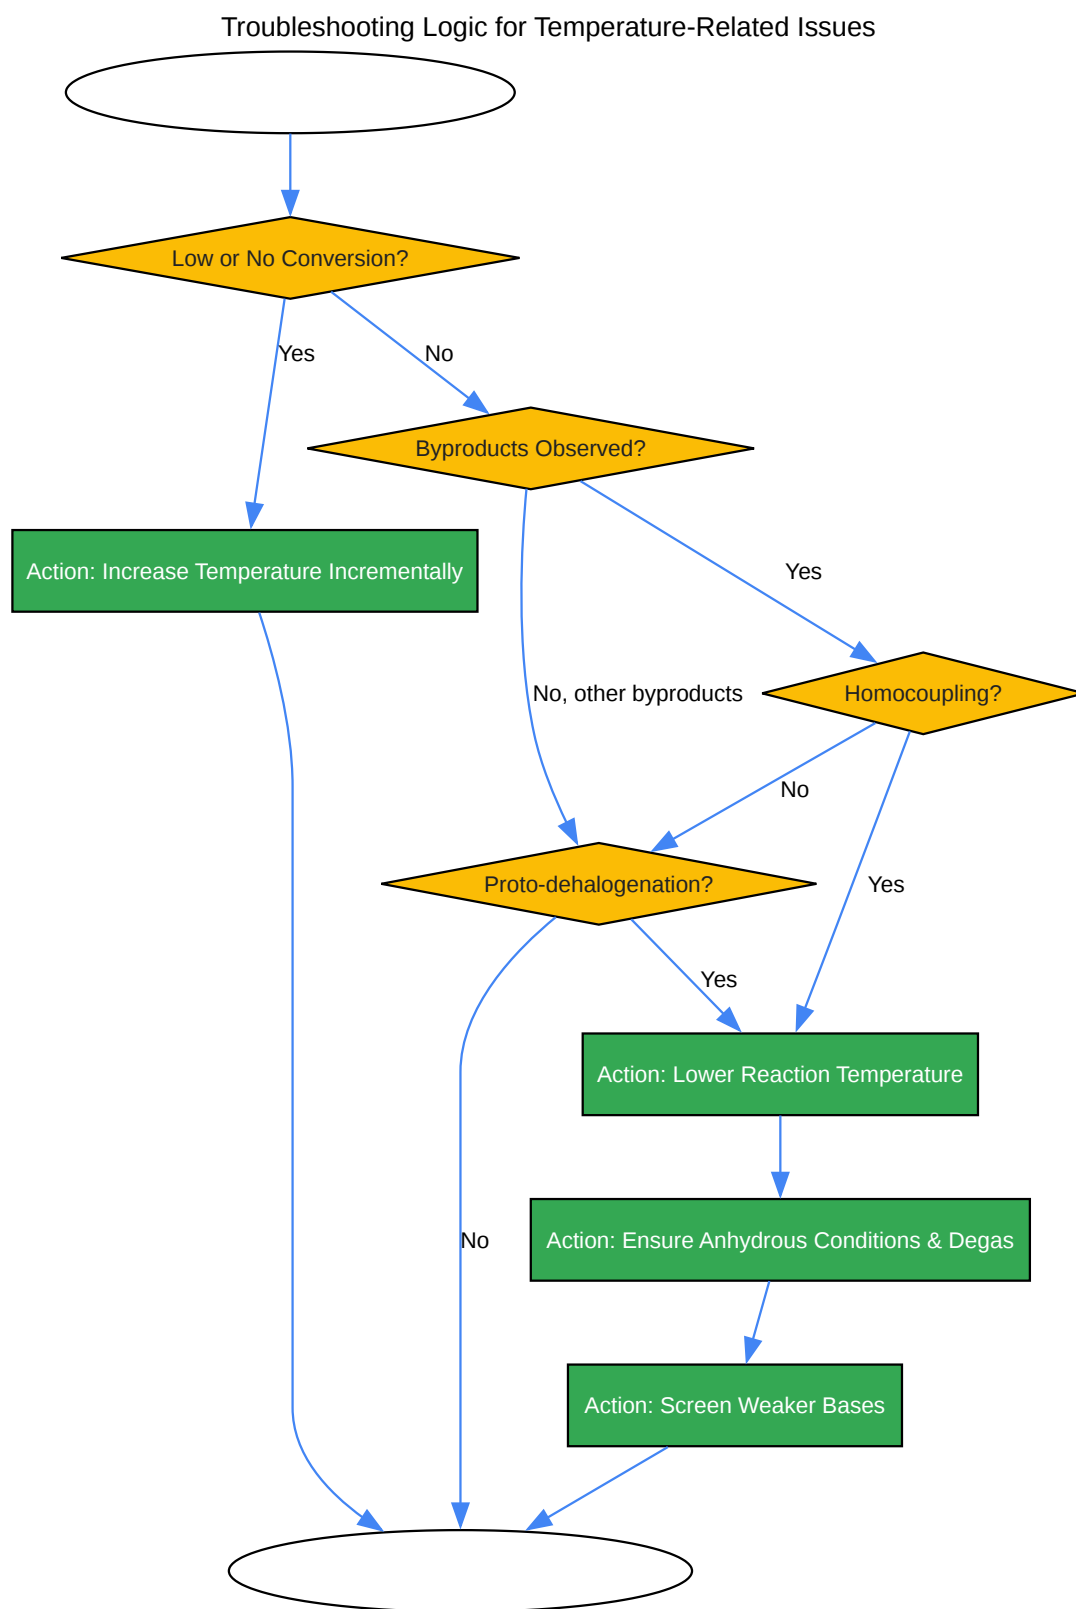 Troubleshooting Logic for Temperature-Related Issues
Low or No Conversion?
Yes
No
Byproducts Observed?
Action: Increase Temperature Incrementally
Yes
No, other byproducts
Homocoupling?
No
Proto-dehalogenation?
Yes
Yes
Action: Lower Reaction Temperature
No
Action: Ensure Anhydrous Conditions & Degas
Action: Screen Weaker Bases